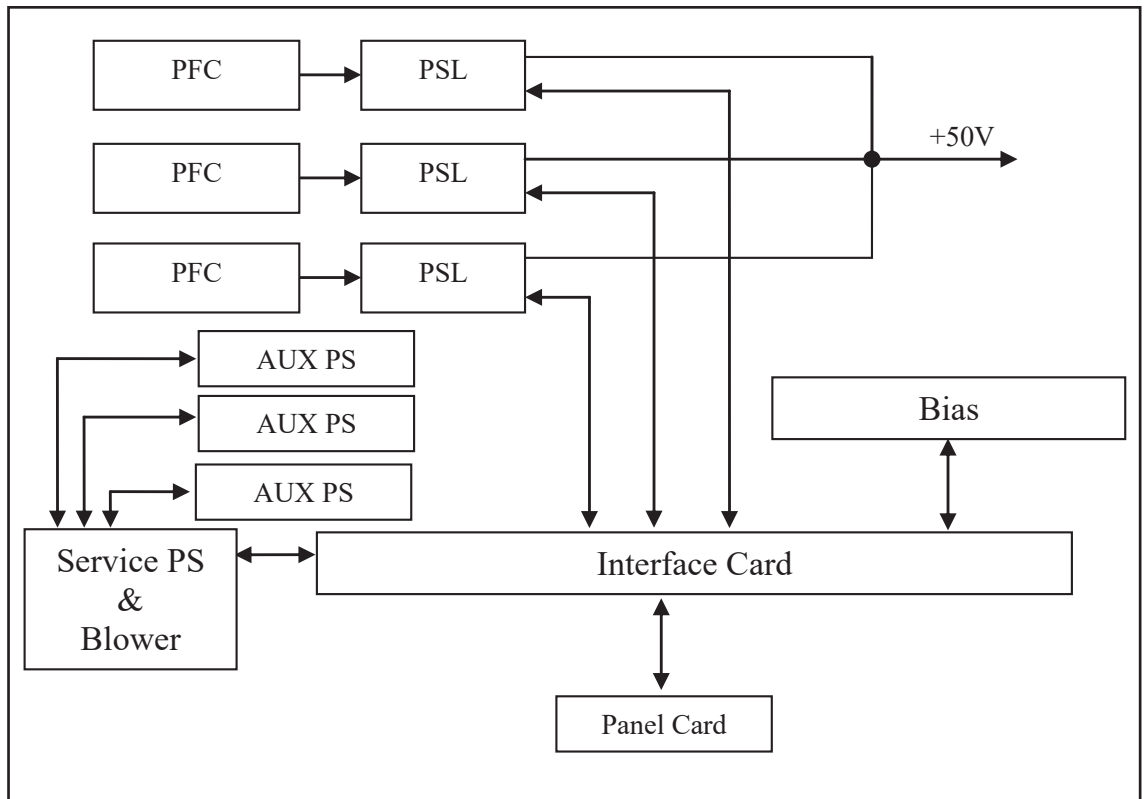 PFC
PSL
+50V
PFC
PSL
PFC
PSL
AUX PS
AUX PS
AUX PS
Bias
Service PS
&
Blower
Interface Card
Panel Card